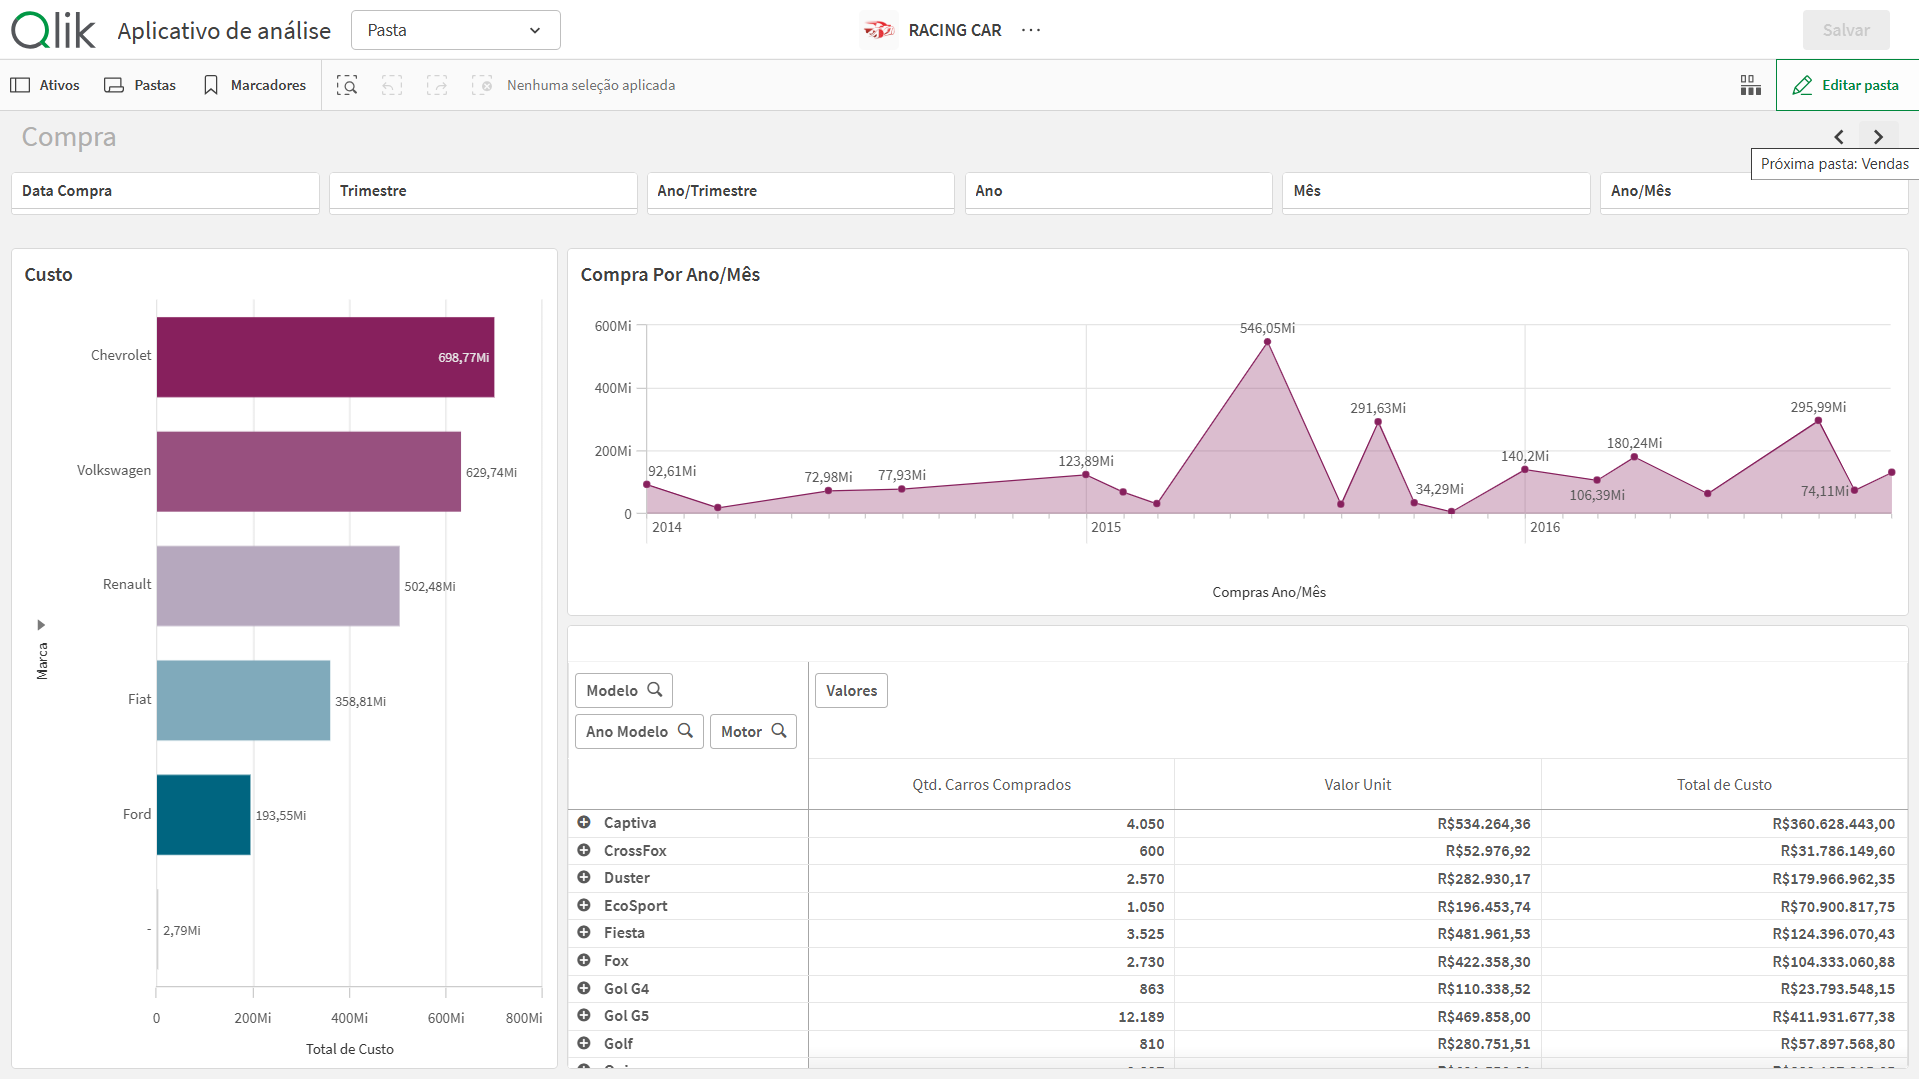 Qlik
Aplicativo de análise
Pasta
RACING CAR
Salvar
Ativos
Pastas
Marcadores
Nenhuma seleção aplicada
Editar pasta
Compra
Próxima pasta: Vendas
Data Compra
Trimestre
Ano/Trimestre
Ano
Mês
Ano/Mês
Custo
Chevrolet
698,77Mi
Volkswagen
629,74Mi
Renault
502,48Mi
Fiat
358,81Mi
Ford
193,55Mi
-
2,79Mi
Marca
0
200Mi
400Mi
600Mi
800Mi
Total de Custo
Compra Por Ano/Mês
600Mi
400Mi
200Mi
0
92,61Mi
72,98Mi
77,93Mi
123,89Mi
546,05Mi
291,63Mi
34,29Mi
140,2Mi
106,39Mi
180,24Mi
295,99Mi
74,11Mi
2014
2015
2016
Compras Ano/Mês
Modelo
Valores
Ano Modelo
Motor
Qtd. Carros Comprados
Valor Unit
Total de Custo
Captiva 4.050 R$534.264,36 R$360.628.443,00
CrossFox 600 R$52.976,92 R$31.786.149,60
Duster 2.570 R$282.930,17 R$179.966.962,35
EcoSport 1.050 R$196.453,74 R$70.900.817,75
Fiesta 3.525 R$481.961,53 R$124.396.070,43
Fox 2.730 R$422.358,30 R$104.333.060,88
Gol G4 863 R$110.338,52 R$23.793.548,15
Gol G5 12.189 R$469.858,00 R$411.931.677,38
Golf 810 R$280.751,51 R$57.897.568,80